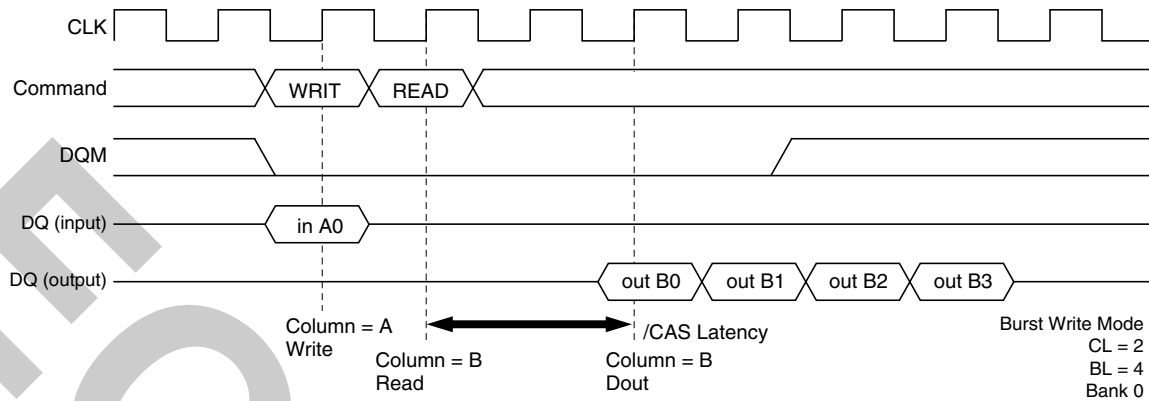 CLK
Command
WRIT
READ
DQM
DQ (input)
in A0
DQ (output)
out B0
out B1
out B2
out B3
Column = A
Write
/CAS Latency
Column = B
Read
Column = B
Dout
Burst Write Mode
CL = 2
BL = 4
Bank 0